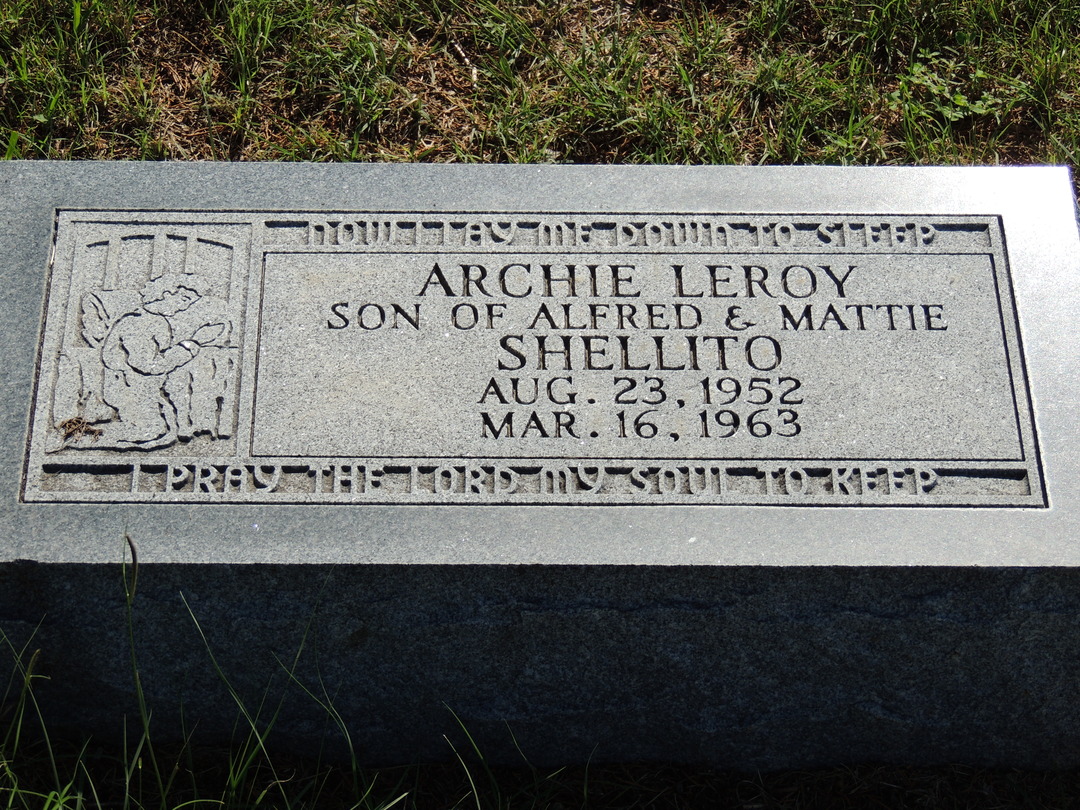 NOW I LAY ME DOWN TO SLEEP
ARCHIE LEROY
SON OF ALFRED & MATTIE
SHELLITO
AUG. 23, 1952
MAR. 16, 1963
I PRAY THE LORD MY SOUL TO KEEP